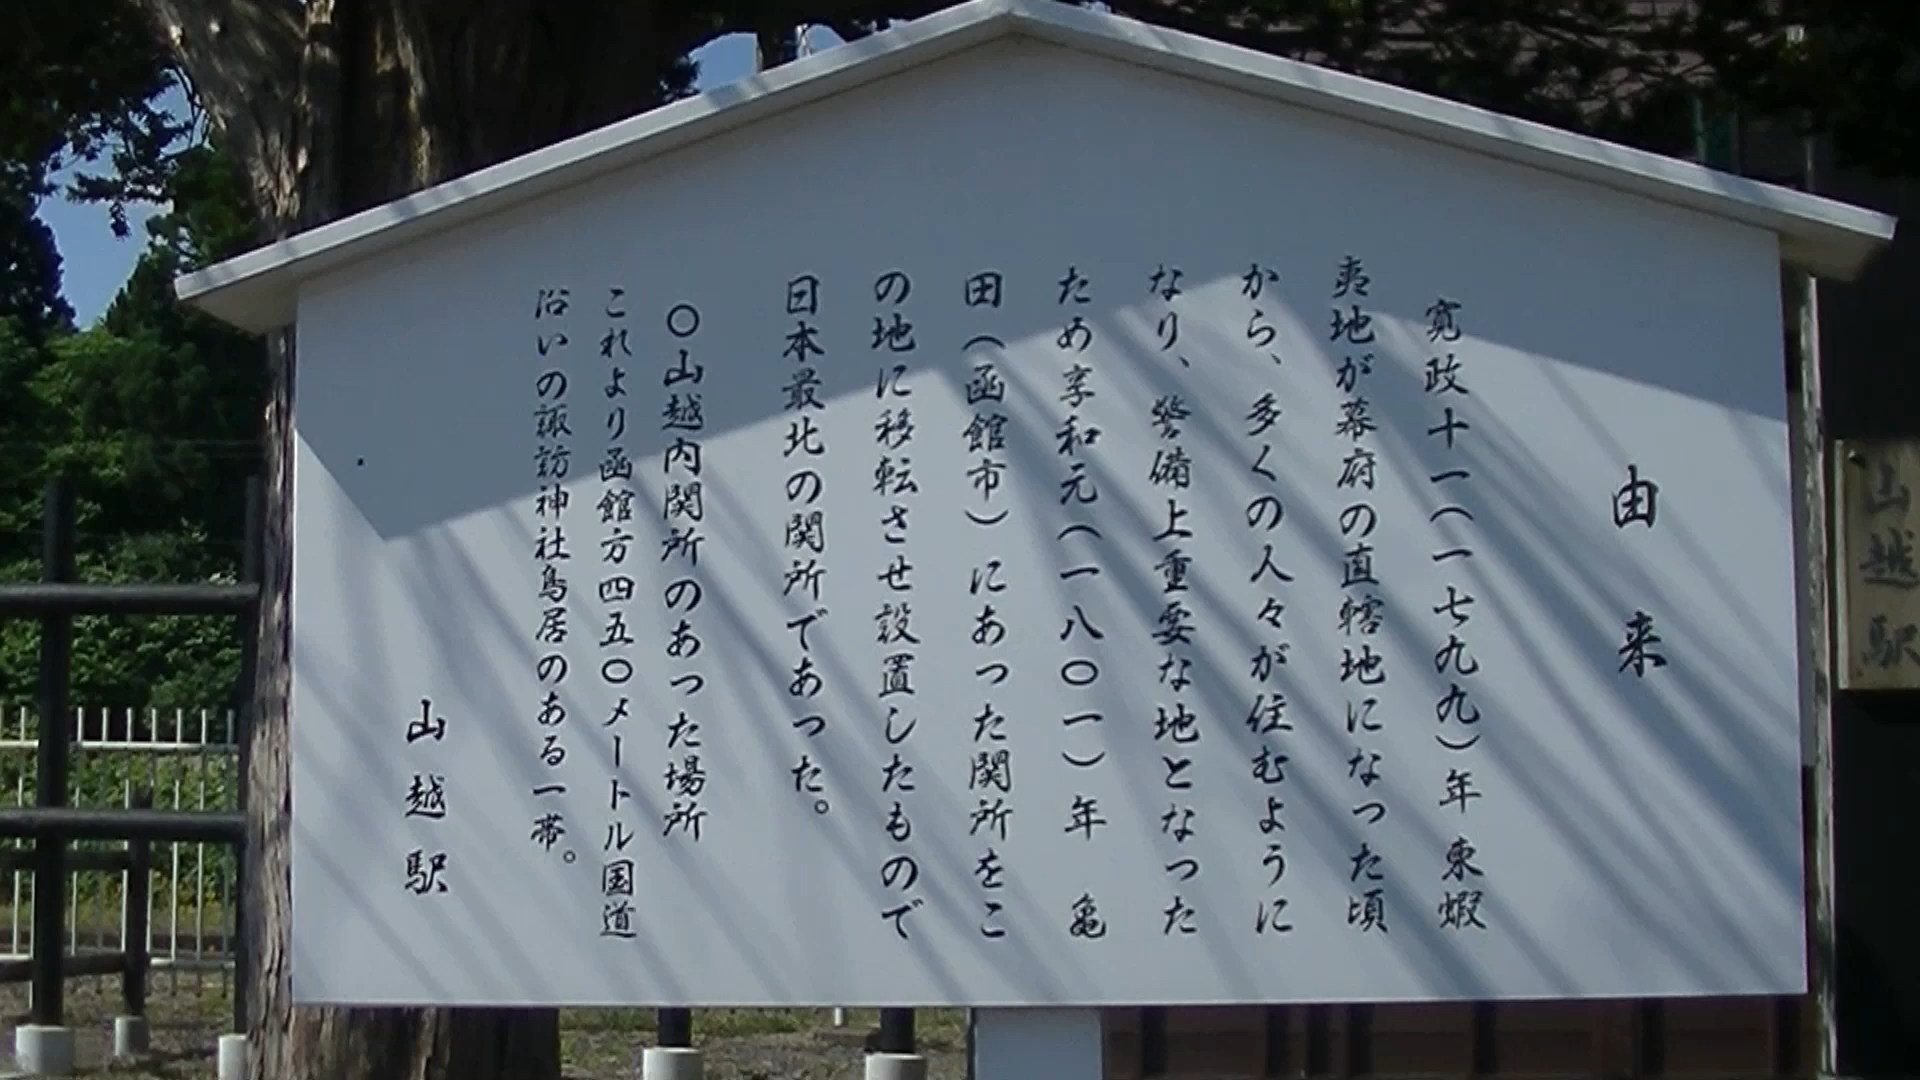 由来
寛政十一(一七九九)年東蝦
夷地が幕府の直轄地になった頃
から、多くの人々が住むように
なり、警備上重要な地となった
ため享和元(一八〇一)年 亀
田(函館市)にあった関所をこ
の地に移転させ設置したもので
日本最北の関所であった。
〇山越内関所のあった場所
これより函館方四五〇メートル国道
沿いの諏訪神社鳥居のある一帯。
山越駅
山越駅